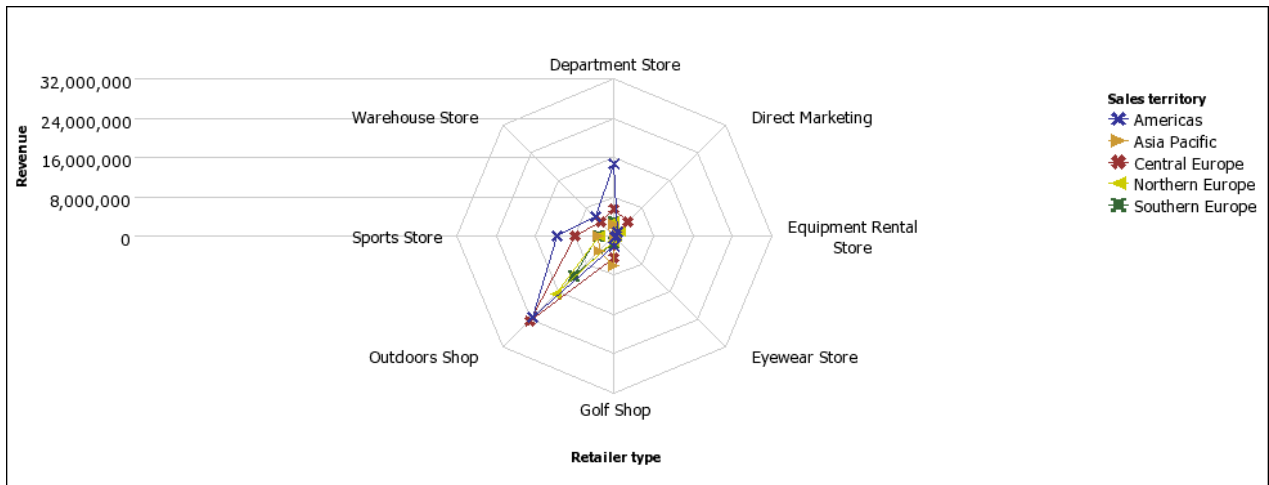 Department Store
32,000,000
Warehouse Store
Direct Marketing
24,000,000
Revenue
16,000,000
8,000,000
0
Sports Store
Equipment Rental
Store
Outdoors Shop
Eyewear Store
Golf Shop
Retailer type
Sales territory
Americas
Asia Pacific
Central Europe
Northern Europe
Southern Europe